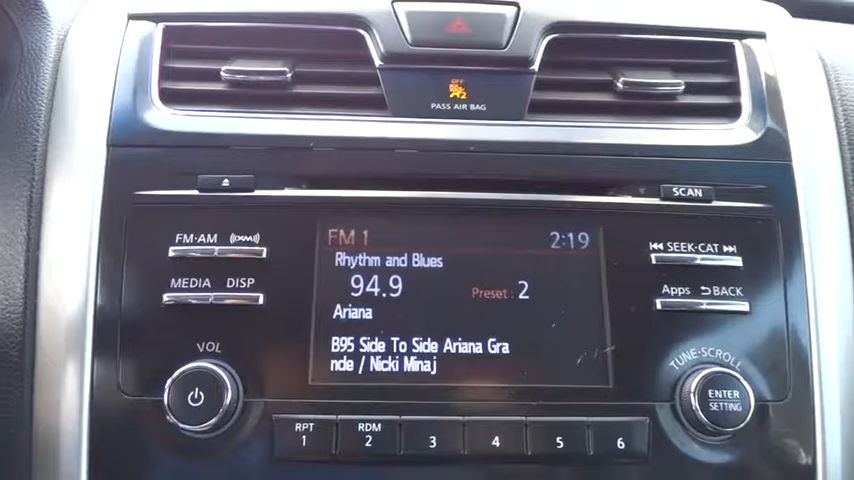 OFF
2
PASS AIR BAG
SCAN
FM·AM XM
MEDIA DISP
FM 1 2:19
Rhythm and Blues
94.9 Preset : 2
Ariana
B95 Side To Side Ariana Gra
nde / Nicki Minaj
SEEK·CAT
Apps BACK
VOL
TUNE·SCROLL
ENTER
SETTING
RPT
1
RDM
2
3
4
5
6